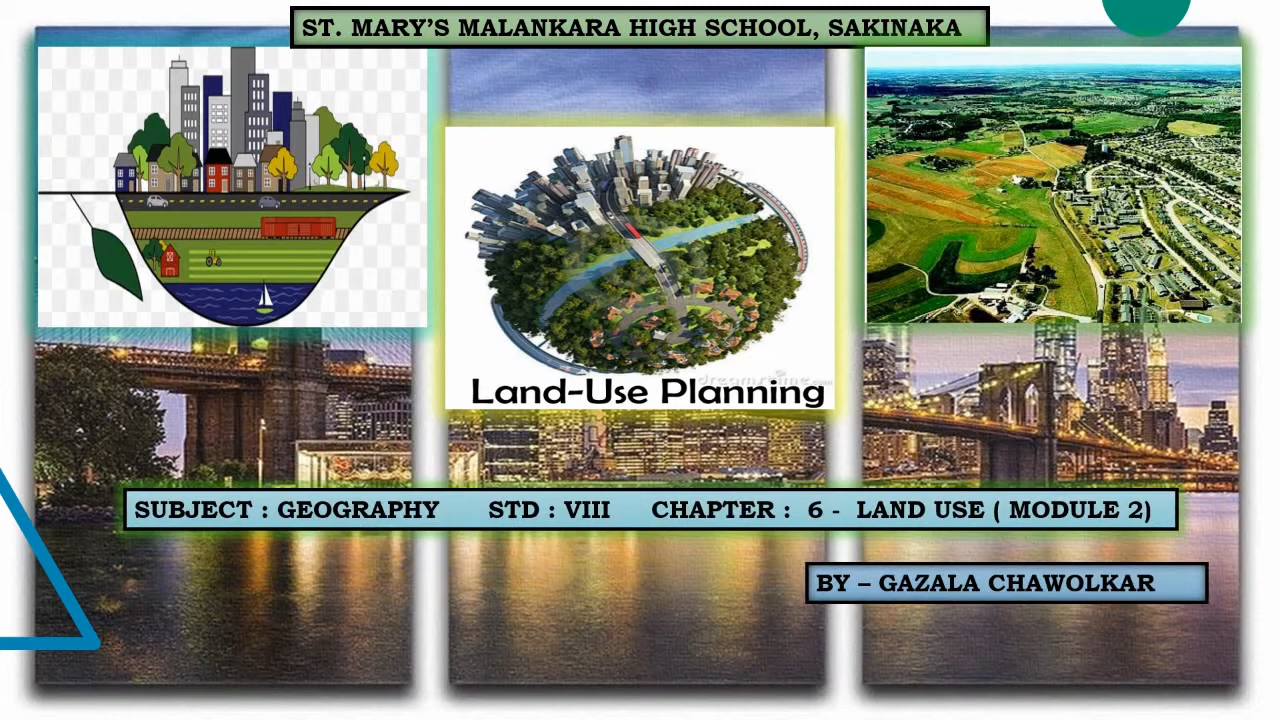 ST. MARY’S MALANKARA HIGH SCHOOL, SAKINAKA
dreamstime
Land-Use Planning
SUBJECT : GEOGRAPHY STD : VIII CHAPTER : 6 - LAND USE ( MODULE 2)
BY – GAZALA CHAWOLKAR